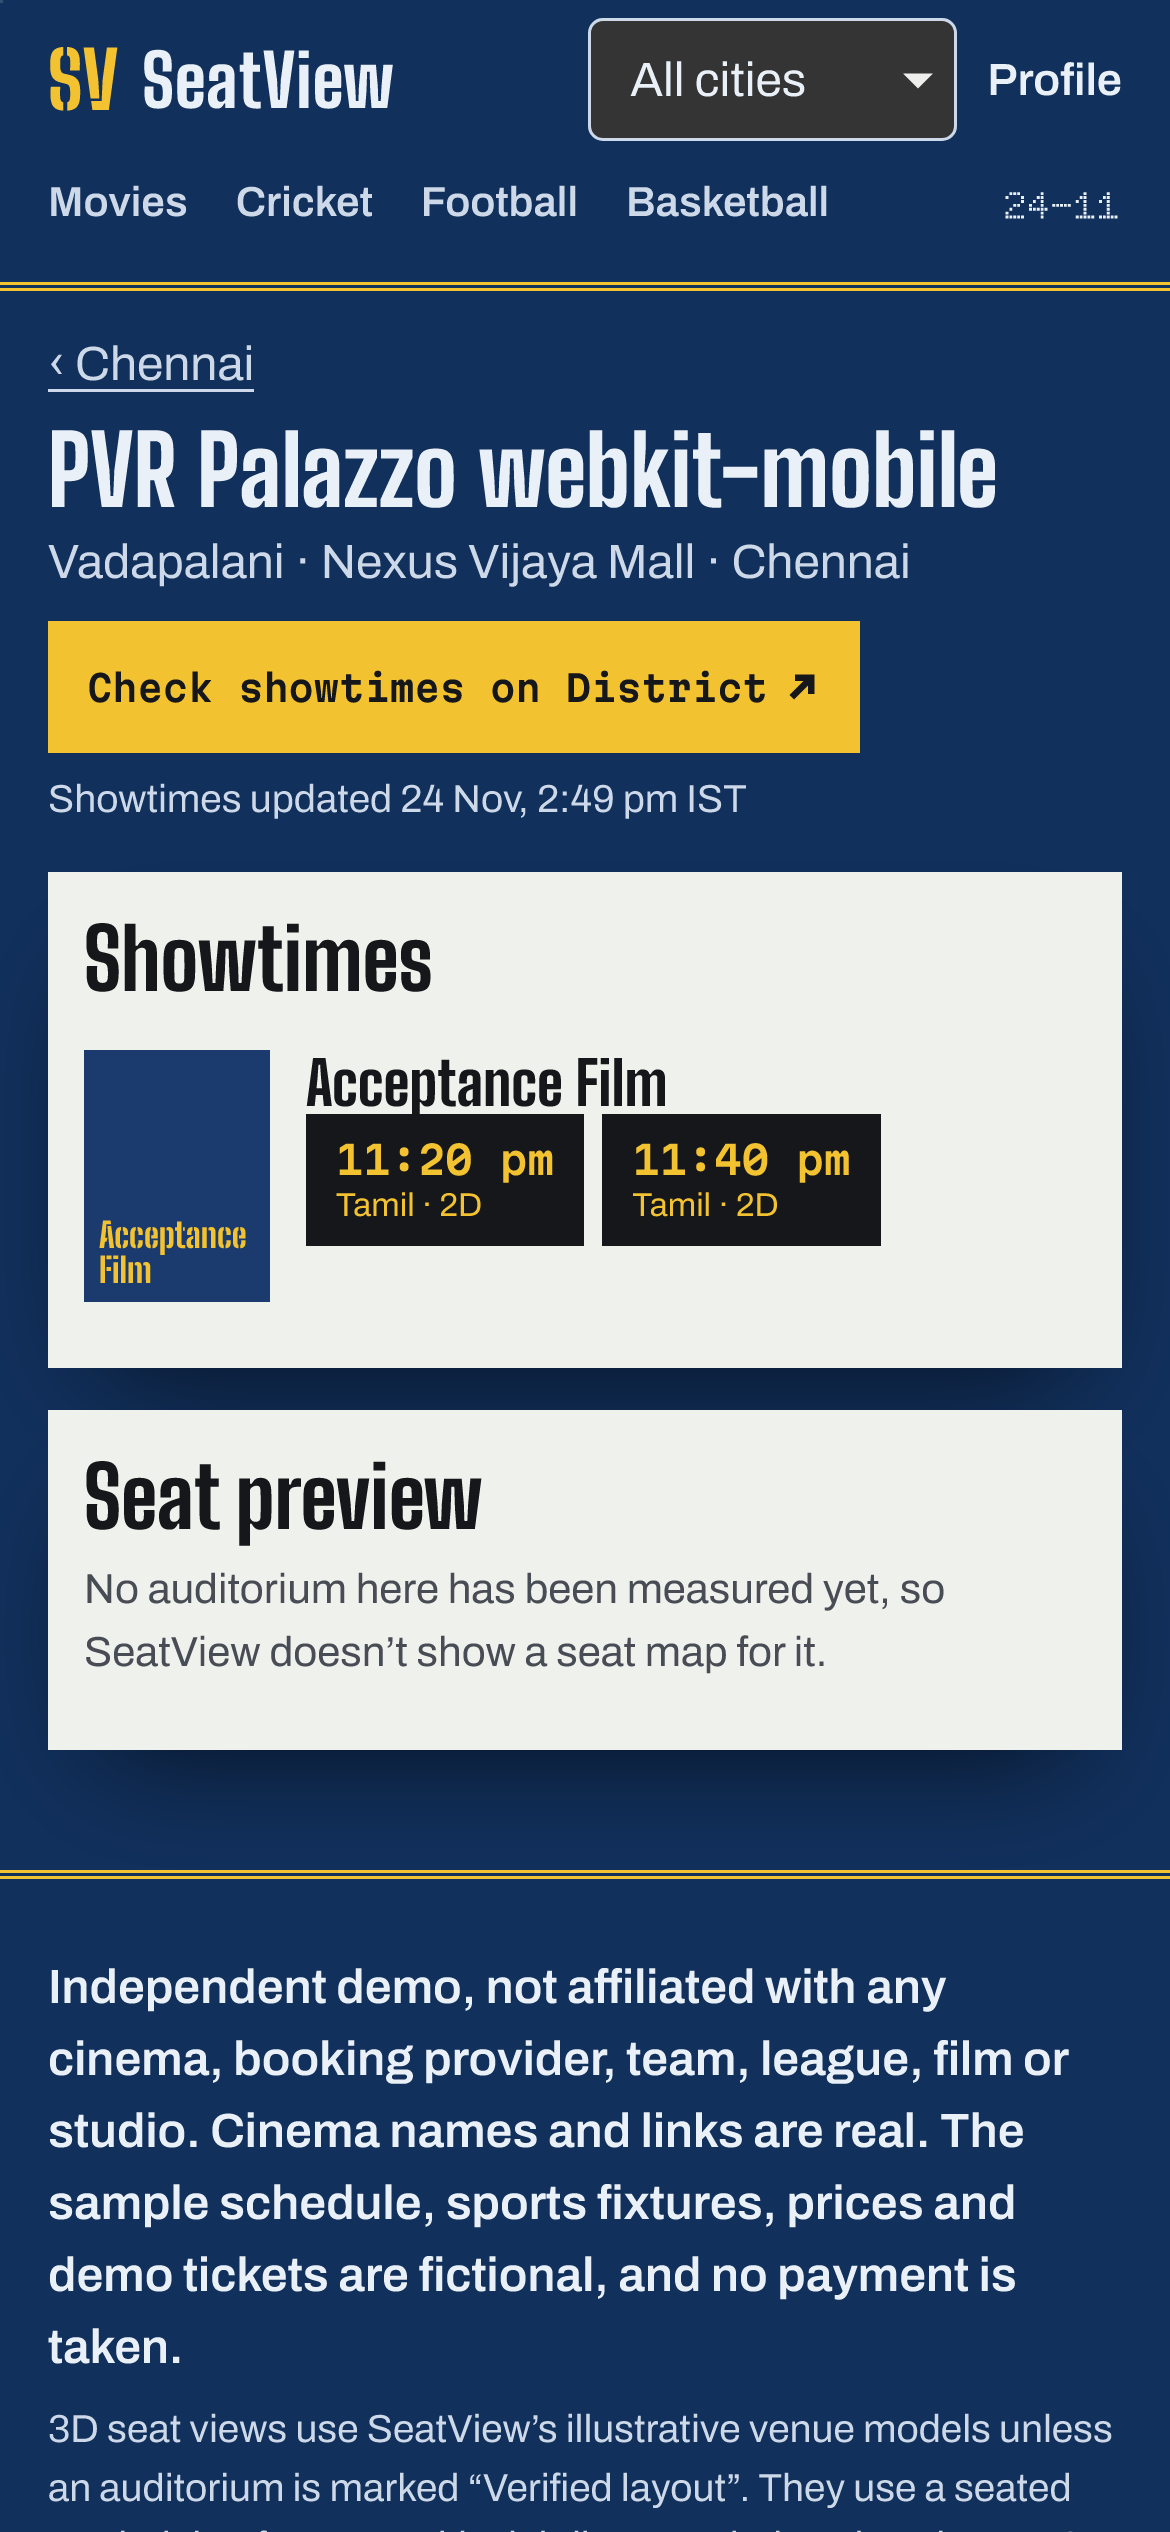 SV SeatView All cities Profile
Movies Cricket Football Basketball 24-11
‹ Chennai
PVR Palazzo webkit-mobile
Vadapalani · Nexus Vijaya Mall · Chennai
Check showtimes on District ↗
Showtimes updated 24 Nov, 2:49 pm IST
Showtimes
Acceptance Film
11:20 pm 11:40 pm
Tamil · 2D Tamil · 2D
Acceptance
Film
Seat preview
No auditorium here has been measured yet, so
SeatView doesn’t show a seat map for it.
Independent demo, not affiliated with any
cinema, booking provider, team, league, film or
studio. Cinema names and links are real. The
sample schedule, sports fixtures, prices and
demo tickets are fictional, and no payment is
taken.
3D seat views use SeatView’s illustrative venue models unless
an auditorium is marked “Verified layout”. They use a seated